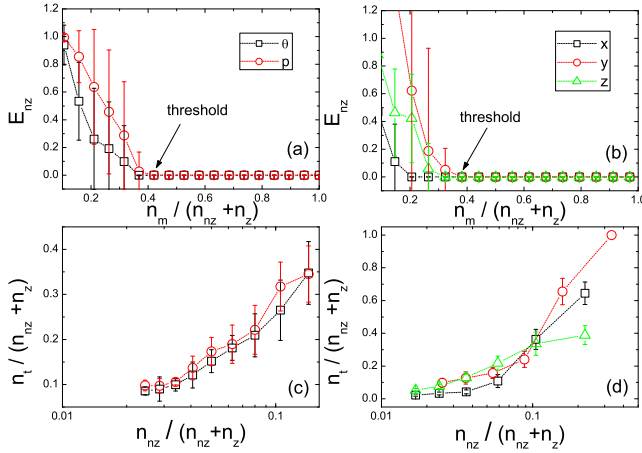 1.2
1.0
0.8
0.6
0.4
0.2
0.0
E_nz
θ
p
threshold
(a)
0.2 0.4 0.6 0.8 1.0
n_m / (n_nz +n_z)
1.2
1.0
0.8
0.6
0.4
0.2
0.0
E_nz
x
y
z
threshold
(b)
0.2 0.4 0.6 0.8 1.0
n_m / (n_nz +n_z)
0.4
0.3
0.2
0.1
n_t / (n_nz +n_z)
(c)
0.01 0.1
n_nz / (n_nz+n_z)
1.0
0.8
0.6
0.4
0.2
0.0
n_t / (n_nz +n_z)
(d)
0.01 0.1
n_nz / (n_nz+n_z)